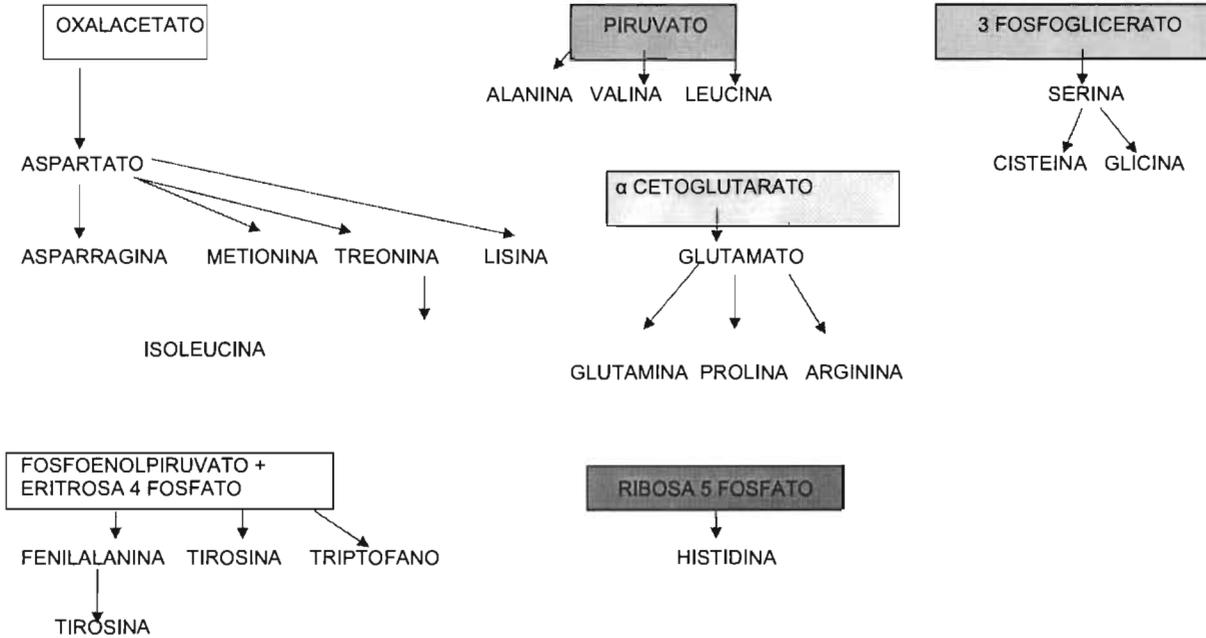 OXALACETATO
PIRUVATO
3 FOSFOGLICERATO
ALANINA VALINA LEUCINA
SERINA
ASPARTATO
CISTEINA GLICINA
α CETOGLUTARATO
ASPARRAGINA METIONINA TREONINA LISINA
GLUTAMATO
ISOLEUCINA
GLUTAMINA PROLINA ARGININA
FOSFOENOLPIRUVATO +
ERITROSA 4 FOSFATO
RIBOSA 5 FOSFATO
FENILALANINA TIROSINA TRIPTOFANO
HISTIDINA
TIROSINA